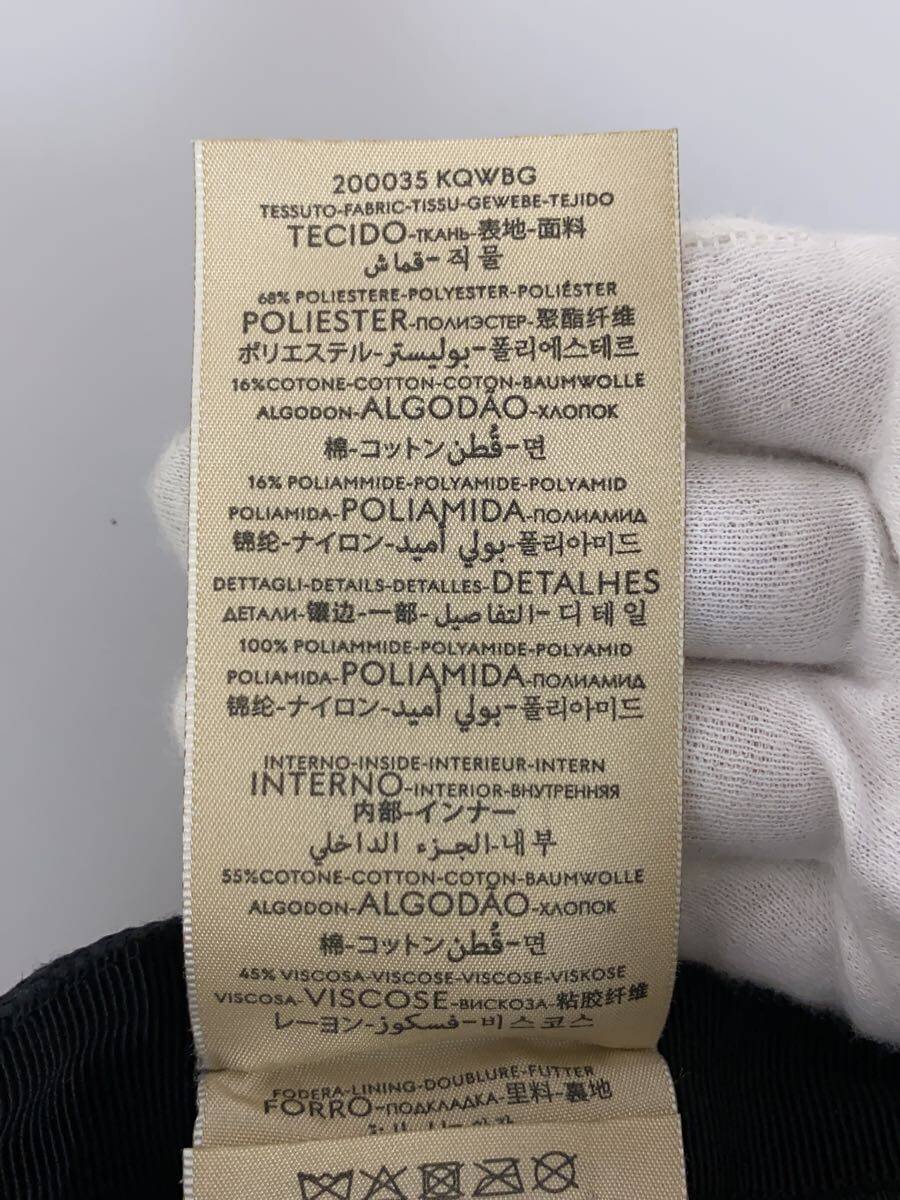 200035 KQWBG
TESSUTO-FABRIC-TISSU-GEWEBE-TEJIDO
TECIDO-ТКАНЬ-表地-面料
قماش-직물
68% POLIESTERE-POLYESTER-POLIÉSTER
POLIESTER-ПОЛИЭСТЕР-聚酯纤维
ポリエステル-بوليستر-폴리에스테르
16%COTONE-COTTON-COTON-BAUMWOLLE
ALGODON-ALGODÃO-ХЛОПОК
棉-コットン-قُطن-면
16% POLIAMMIDE-POLYAMIDE-POLYAMID
POLIAMIDA-POLIAMIDA-ПОЛИАМИД
锦纶-ナイロン-بولي أميد-폴리아미드
DETTAGLI-DETAILS-DETALLES-DETALHES
ДЕТАЛИ-镶边-一部-التفاصيل-디테일
100% POLIAMMIDE-POLYAMIDE-POLYAMID
POLIAMIDA-POLIAMIDA-ПОЛИАМИД
锦纶-ナイロン-بولي أميد-폴리아미드
INTERNO-INSIDE-INTERIEUR-INTERN
INTERNO-INTERIOR-ВНУТРЕННЯЯ
内部-インナー
الجزء الداخلي-내부
55%COTONE-COTTON-COTON-BAUMWOLLE
ALGODON-ALGODÃO-ХЛОПОК
棉-コットン-قُطن-면
45% VISCOSA-VISCOSE-VISCOSE-VISKOSE
VISCOSA-VISCOSE-ВИСКОЗА-粘胶纤维
レーヨン-فسكوز-비스코스
FODERA-LINING-DOUBLURE-FUTTER
FORRO-ПОДКЛАДКА-里料-裏地